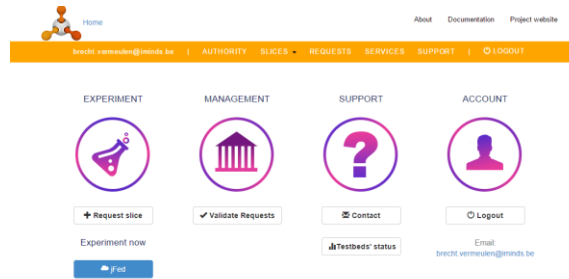 Home About Documentation Project website
brecht.vermeulen@iminds.be | AUTHORITY SLICES REQUESTS SERVICES SUPPORT | LOGOUT
EXPERIMENT MANAGEMENT SUPPORT ACCOUNT
?
Request slice Validate Requests Contact Logout
Experiment now Testbeds' status Email:
brecht.vermeulen@iminds.be
jFed